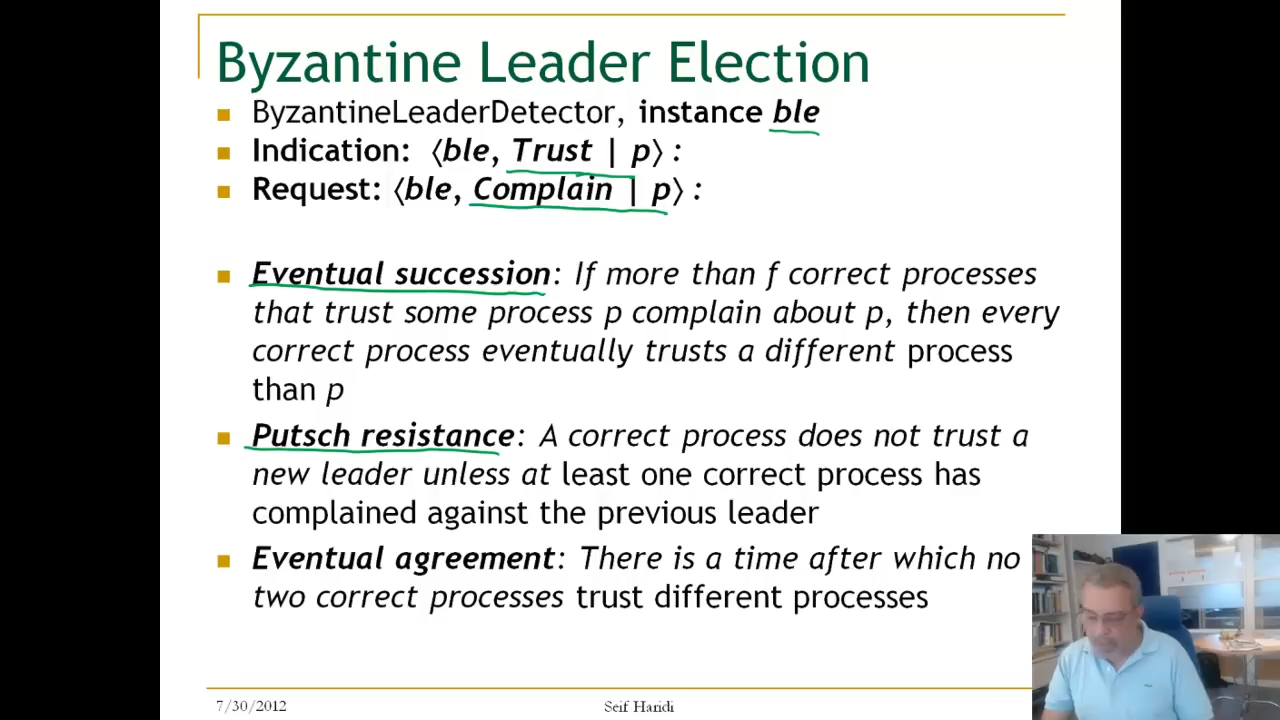 Byzantine Leader Election
ByzantineLeaderDetector, instance ble
Indication: ⟨ble, Trust | p⟩ :
Request: ⟨ble, Complain | p⟩ :
Eventual succession: If more than f correct processes
that trust some process p complain about p, then every
correct process eventually trusts a different process
than p
Putsch resistance: A correct process does not trust a
new leader unless at least one correct process has
complained against the previous leader
Eventual agreement: There is a time after which no
two correct processes trust different processes
7/30/2012
Seif Haridi